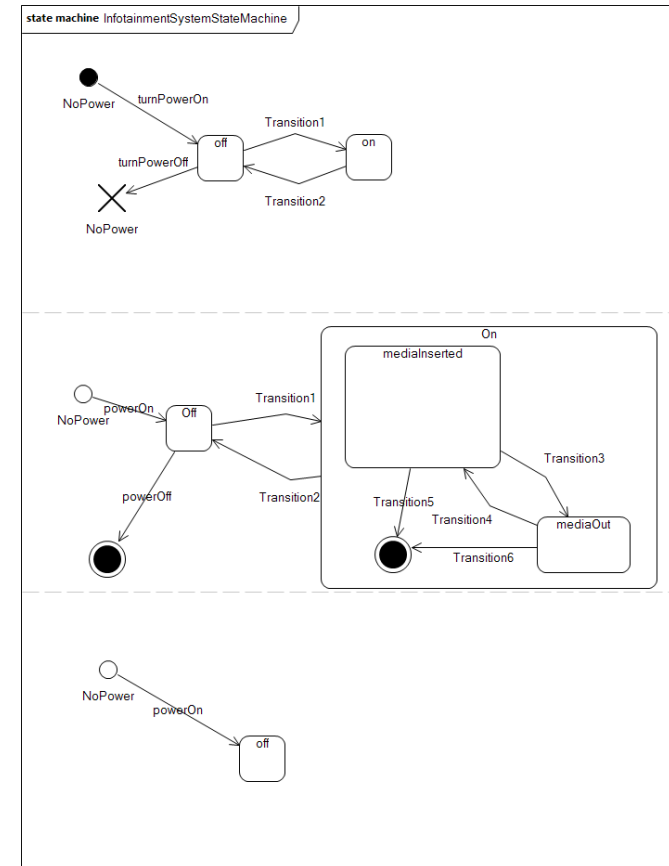 state machine InfotainmentSystemStateMachine
NoPower
turnPowerOn
Transition1
off
on
turnPowerOff
Transition2
NoPower
On
mediaInserted
NoPower
powerOn
Off
Transition1
Transition3
powerOff
Transition2
Transition5
Transition4
mediaOut
Transition6
NoPower
powerOn
off